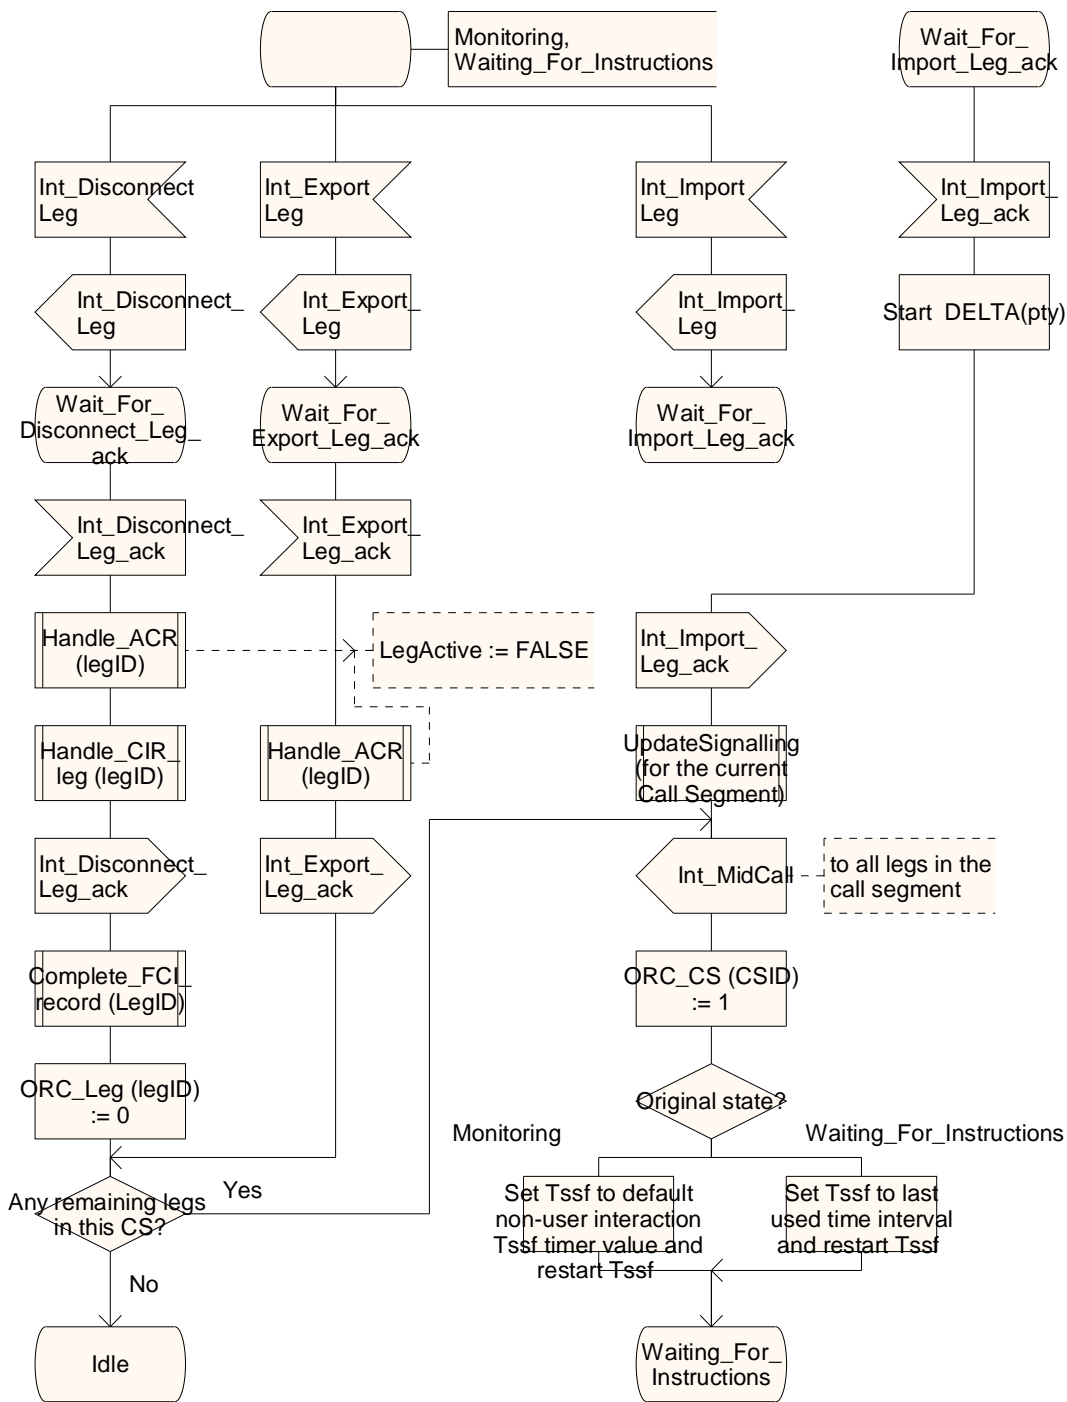 Monitoring,
Waiting_For_Instructions
Wait_For_
Import_Leg_ack
Int_Disconnect
Leg
Int_Export
Leg
Int_Import
Leg
Int_Import_
Leg_ack
Int_Disconnect_
Leg
Int_Export_
Leg
Int_Import_
Leg
Start DELTA(pty)
Wait_For_
Disconnect_Leg_
ack
Wait_For_
Export_Leg_ack
Wait_For_
Import_Leg_ack
Int_Disconnect_
Leg_ack
Int_Export_
Leg_ack
Handle_ACR
(legID)
LegActive := FALSE
Int_Import_
Leg_ack
Handle_CIR_
leg (legID)
Handle_ACR
(legID)
UpdateSignalling
(for the current
Call Segment)
Int_Disconnect_
Leg_ack
Int_Export_
Leg_ack
Int_MidCall
to all legs in the
call segment
Complete_FCI_
record (LegID)
ORC_CS (CSID)
:= 1
ORC_Leg (legID)
:= 0
Original state?
Monitoring
Waiting_For_Instructions
Any remaining legs
in this CS?
Yes
Set Tssf to default
non-user interaction
Tssf timer value and
restart Tssf
Set Tssf to last
used time interval
and restart Tssf
No
Idle
Waiting_For_
Instructions